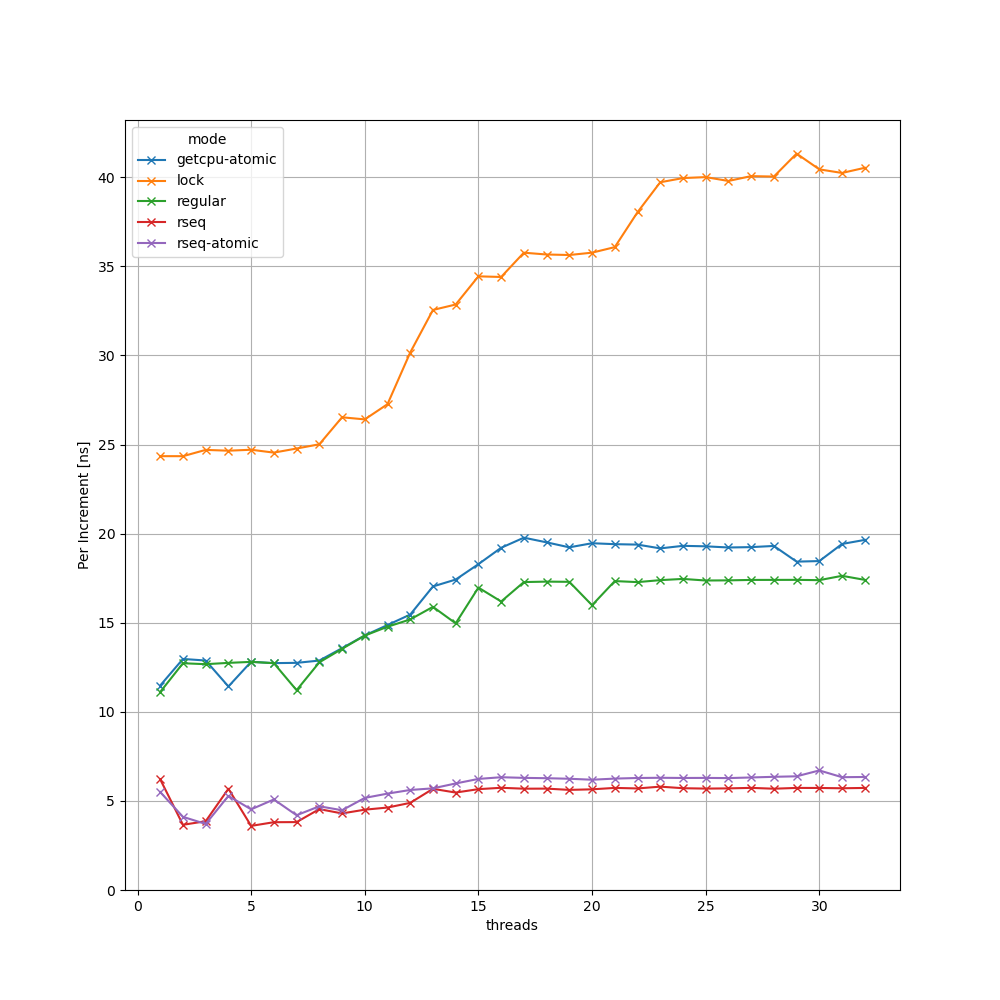 mode
getcpu-atomic
lock
regular
rseq
rseq-atomic
Per Increment [ns]
40
35
30
25
20
15
10
5
0
0 5 10 15 20 25 30
threads